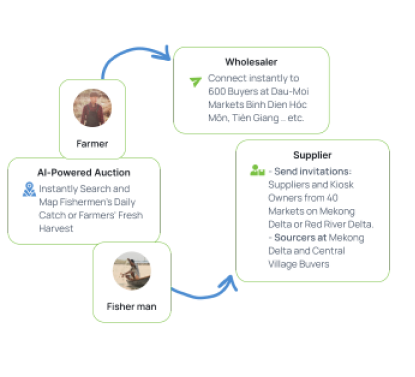 Wholesaler
Connect instantly to
600 Buyers at Dau-Moi
Markets Binh Dien Hóc
Môn, Tiên Giang .. etc.
Farmer
AI-Powered Auction
Instantly Search and
Map Fishermen's Daily
Catch or Farmers' Fresh
Harvest
Supplier
- Send invitations:
Suppliers and Kiosk
Owners from 40
Markets on Mekong
Delta or Red River Delta.
- Sourcers at Mekong
Delta and Central
Village Buyers
Fisher man